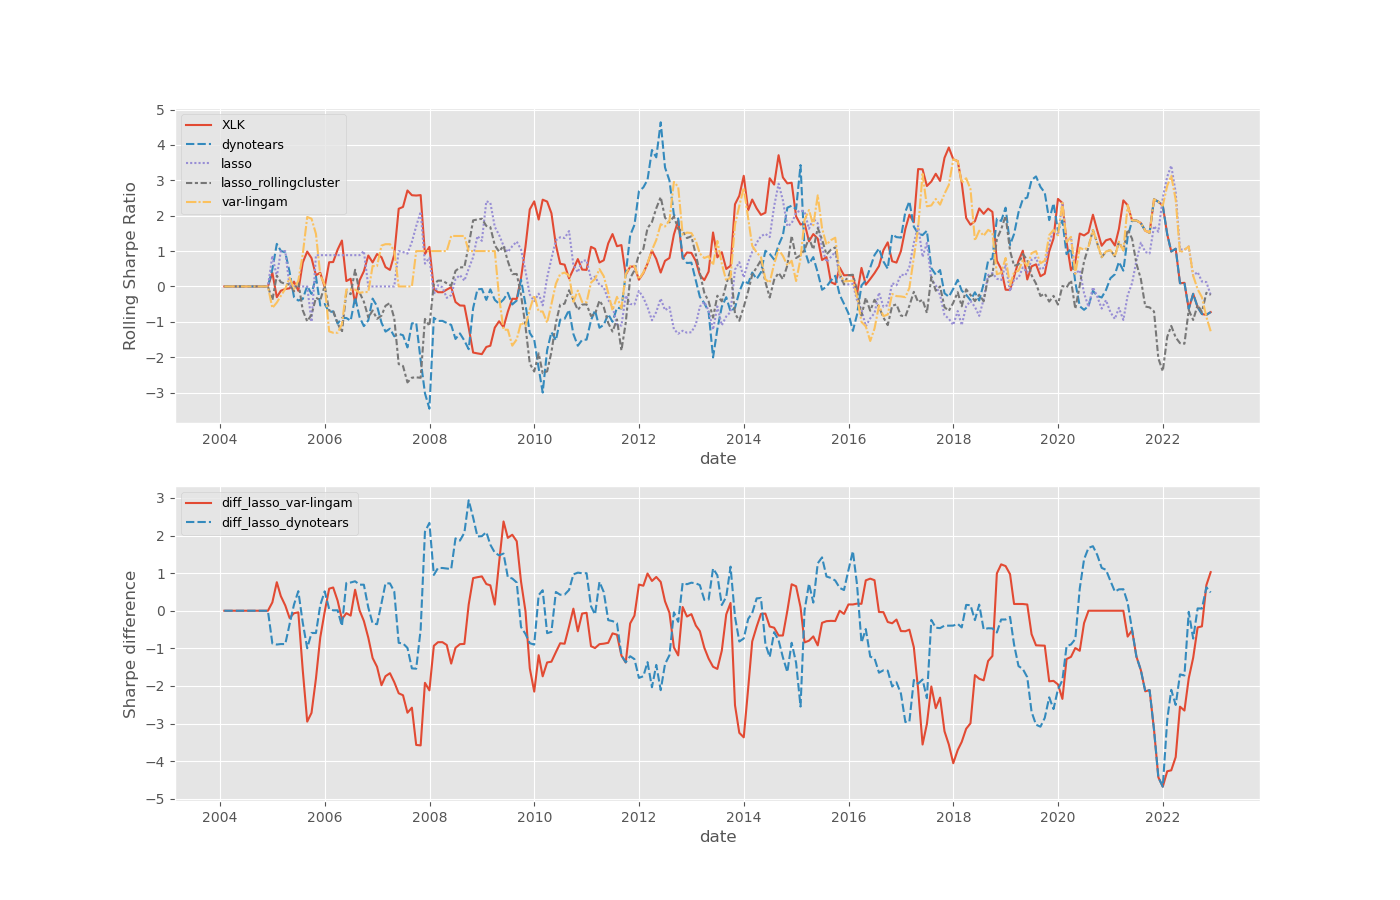 5
4
3
2
1
0
−1
−2
−3
Rolling Sharpe Ratio
XLK
dynotears
lasso
lasso_rollingcluster
var-lingam
2004 2006 2008 2010 2012 2014 2016 2018 2020 2022
date
3
2
1
0
−1
−2
−3
−4
−5
Sharpe difference
diff_lasso_var-lingam
diff_lasso_dynotears
2004 2006 2008 2010 2012 2014 2016 2018 2020 2022
date